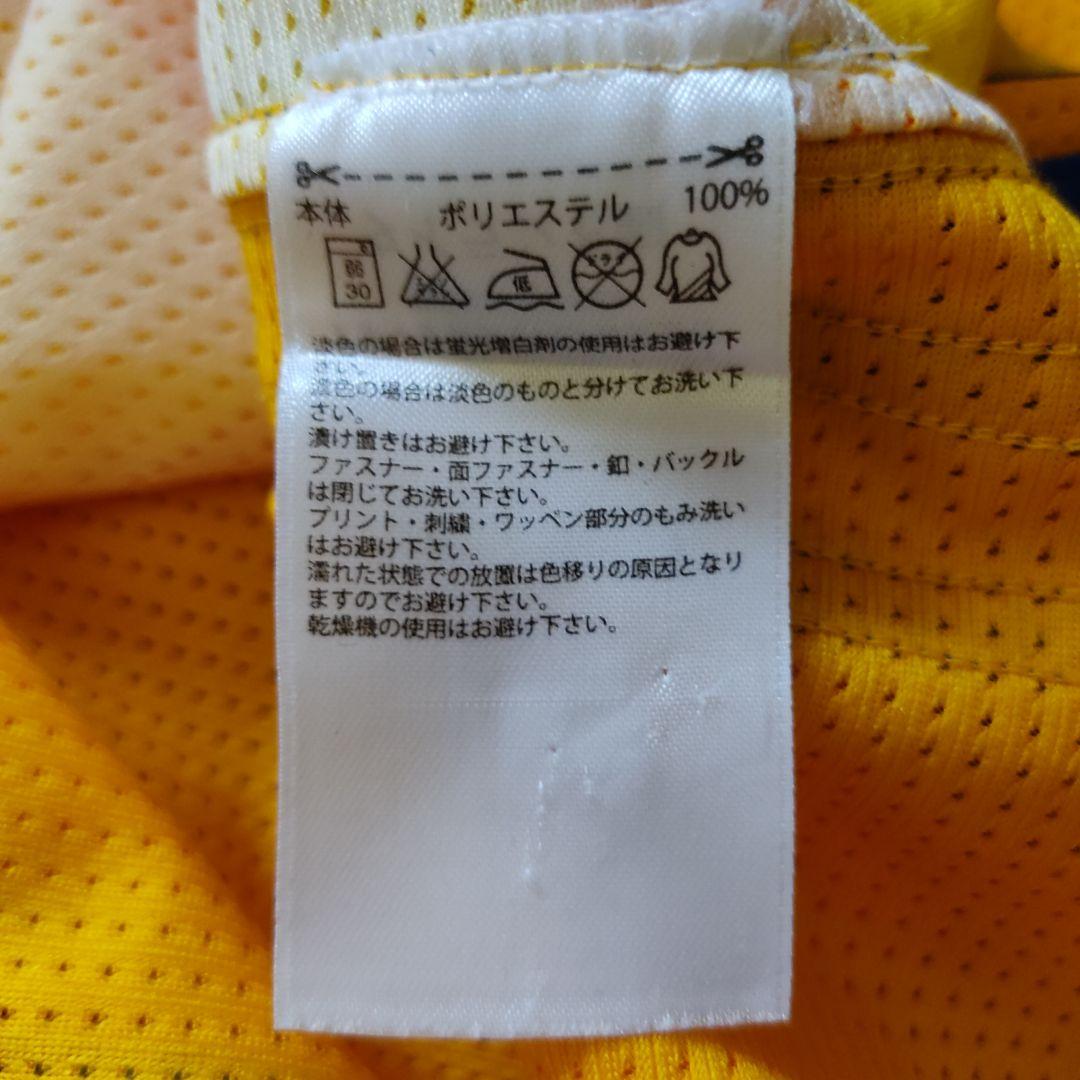 本体 ポリエステル 100%
弱 30 エンソサラシ 低 ドライ
淡色の場合は蛍光増白剤の使用はお避け下
さい。
濃色の場合は淡色のものと分けてお洗い下
さい。
漬け置きはお避け下さい。
ファスナー・面ファスナー・釦・バックル
は閉じてお洗い下さい。
プリント・刺繍・ワッペン部分のもみ洗い
はお避け下さい。
濡れた状態での放置は色移りの原因となり
ますのでお避け下さい。
乾燥機の使用はお避け下さい。